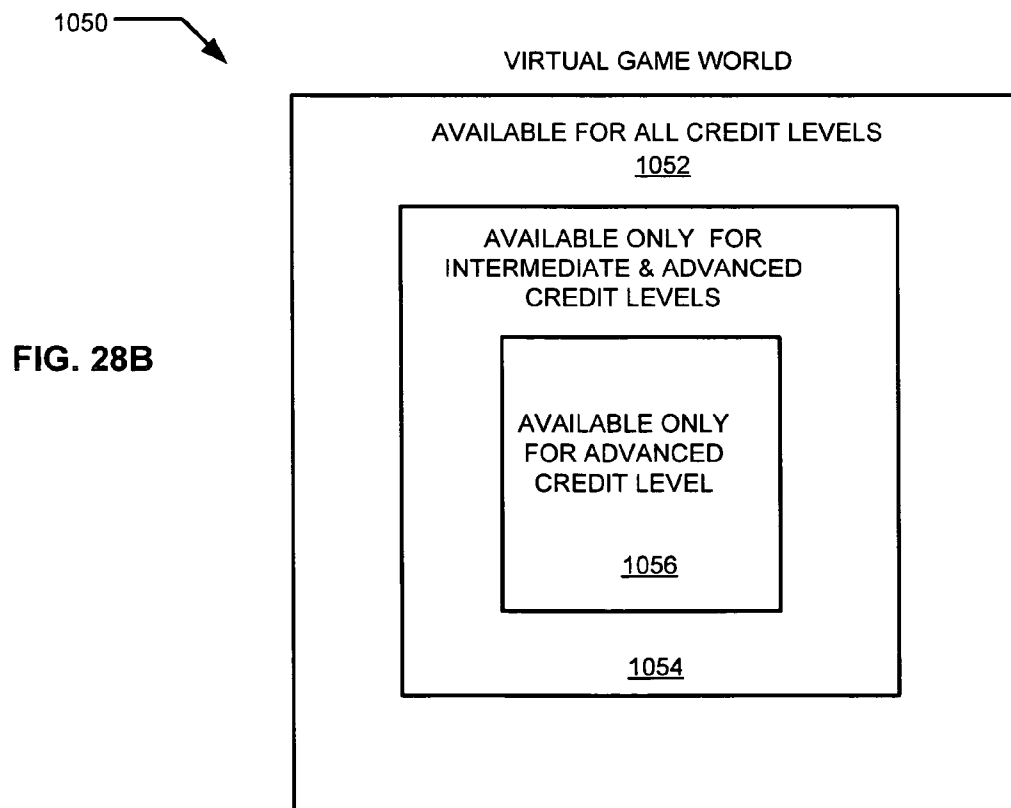 1050
VIRTUAL GAME WORLD
AVAILABLE FOR ALL CREDIT LEVELS
1052
AVAILABLE ONLY FOR
INTERMEDIATE & ADVANCED
CREDIT LEVELS
FIG. 28B
AVAILABLE ONLY
FOR ADVANCED
CREDIT LEVEL
1056
1054